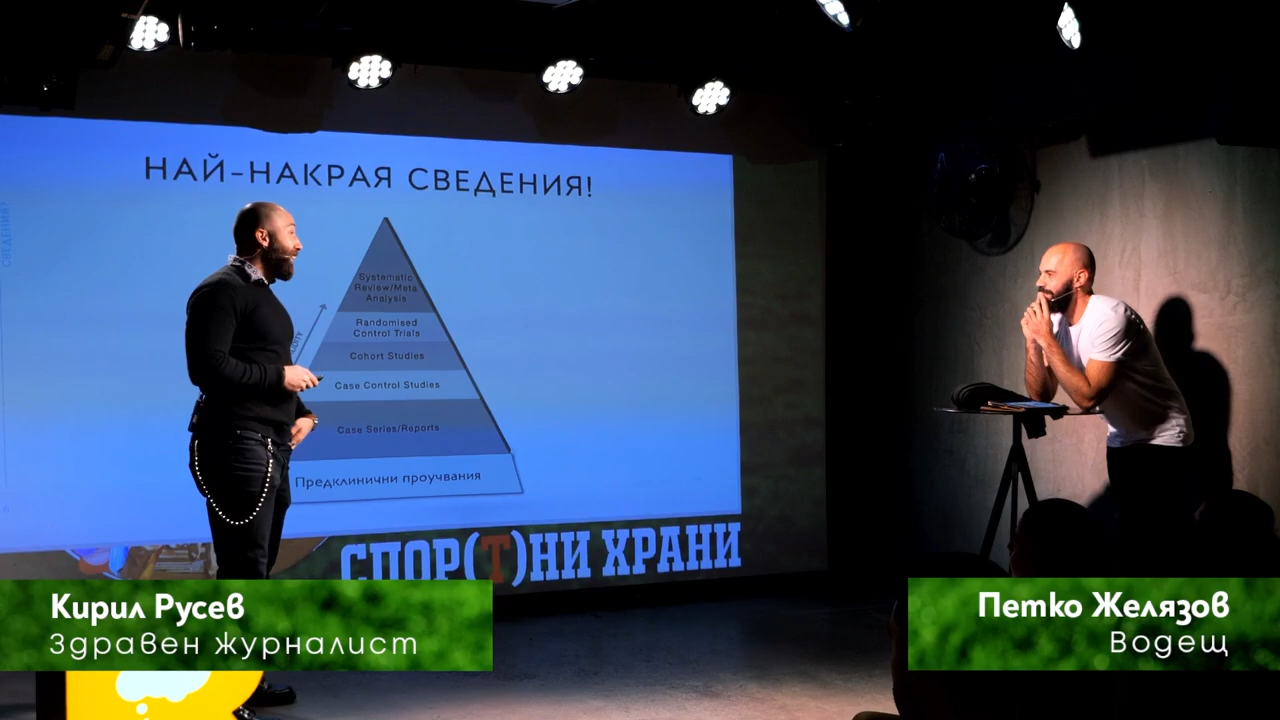 НАЙ-НАКРАЯ СВЕДЕНИЯ!
Systematic
Review/Meta
Analysis
Randomised
Control Trials
Cohort Studies
Case Control Studies
Case Series/Reports
Предклинични проучвания
СПОР(Т)НИ ХРАНИ
Кирил Русев
Здравен журналист
Петко Желязов
Водещ